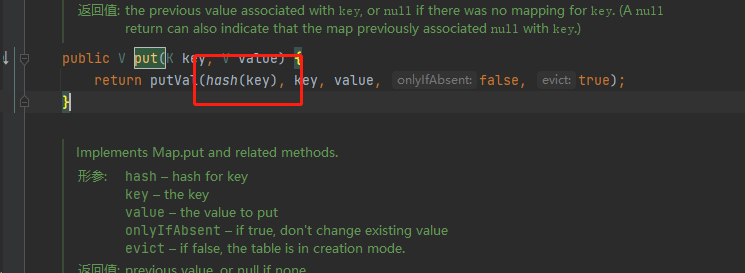 返回值: the previous value associated with key, or null if there was no mapping for key. (A null
return can also indicate that the map previously associated null with key.)
public V put(K key, V value) {
return putVal(hash(key), key, value, onlyIfAbsent: false, evict: true);
}
Implements Map.put and related methods.
形参: hash – hash for key
key – the key
value – the value to put
onlyIfAbsent – if true, don't change existing value
evict – if false, the table is in creation mode.
返回值: previous value, or null if none